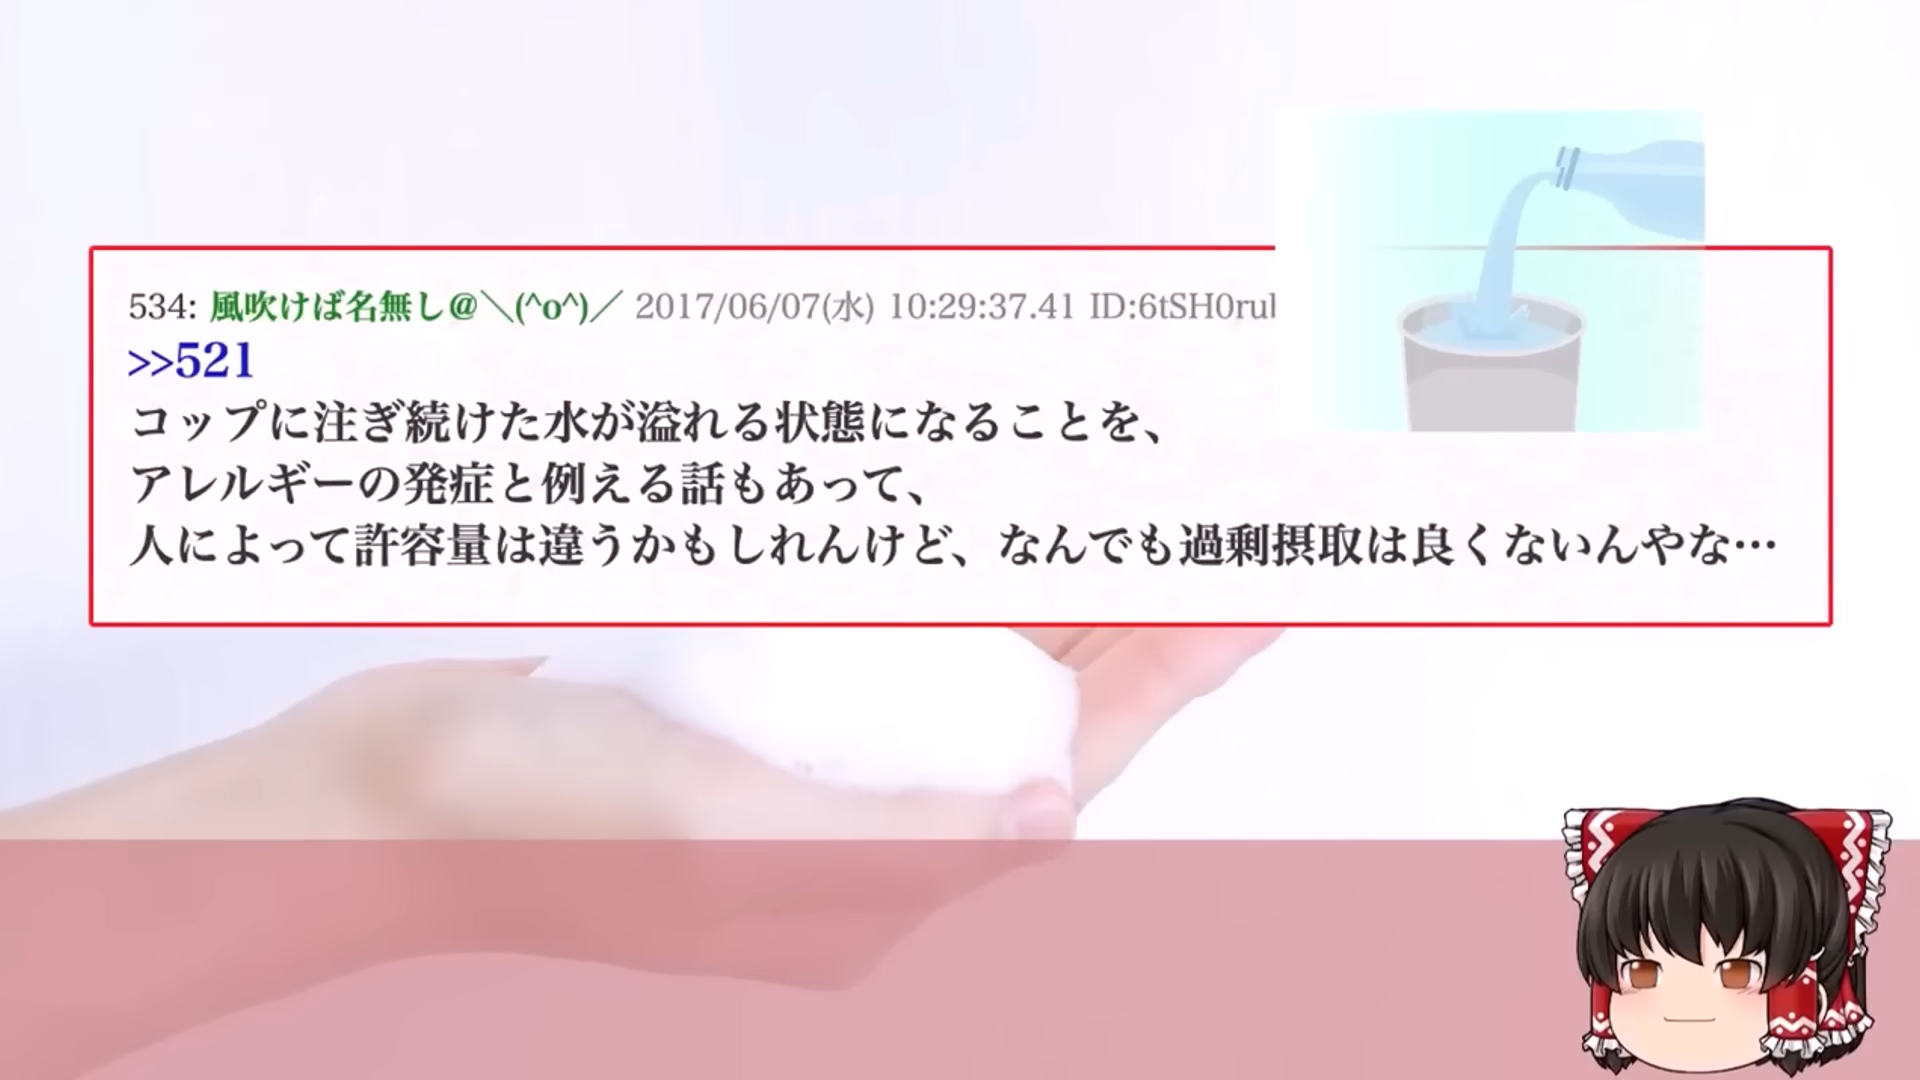 534: 風吹けば名無し@＼(^o^)／ 2017/06/07(水) 10:29:37.41
>>521
コップに注ぎ続けた水が溢れる状態になることを、
アレルギーの発症と例える話もあって、
人によって許容量は違うかもしれんけど、なんでも過剰摂取は良くないんやな…